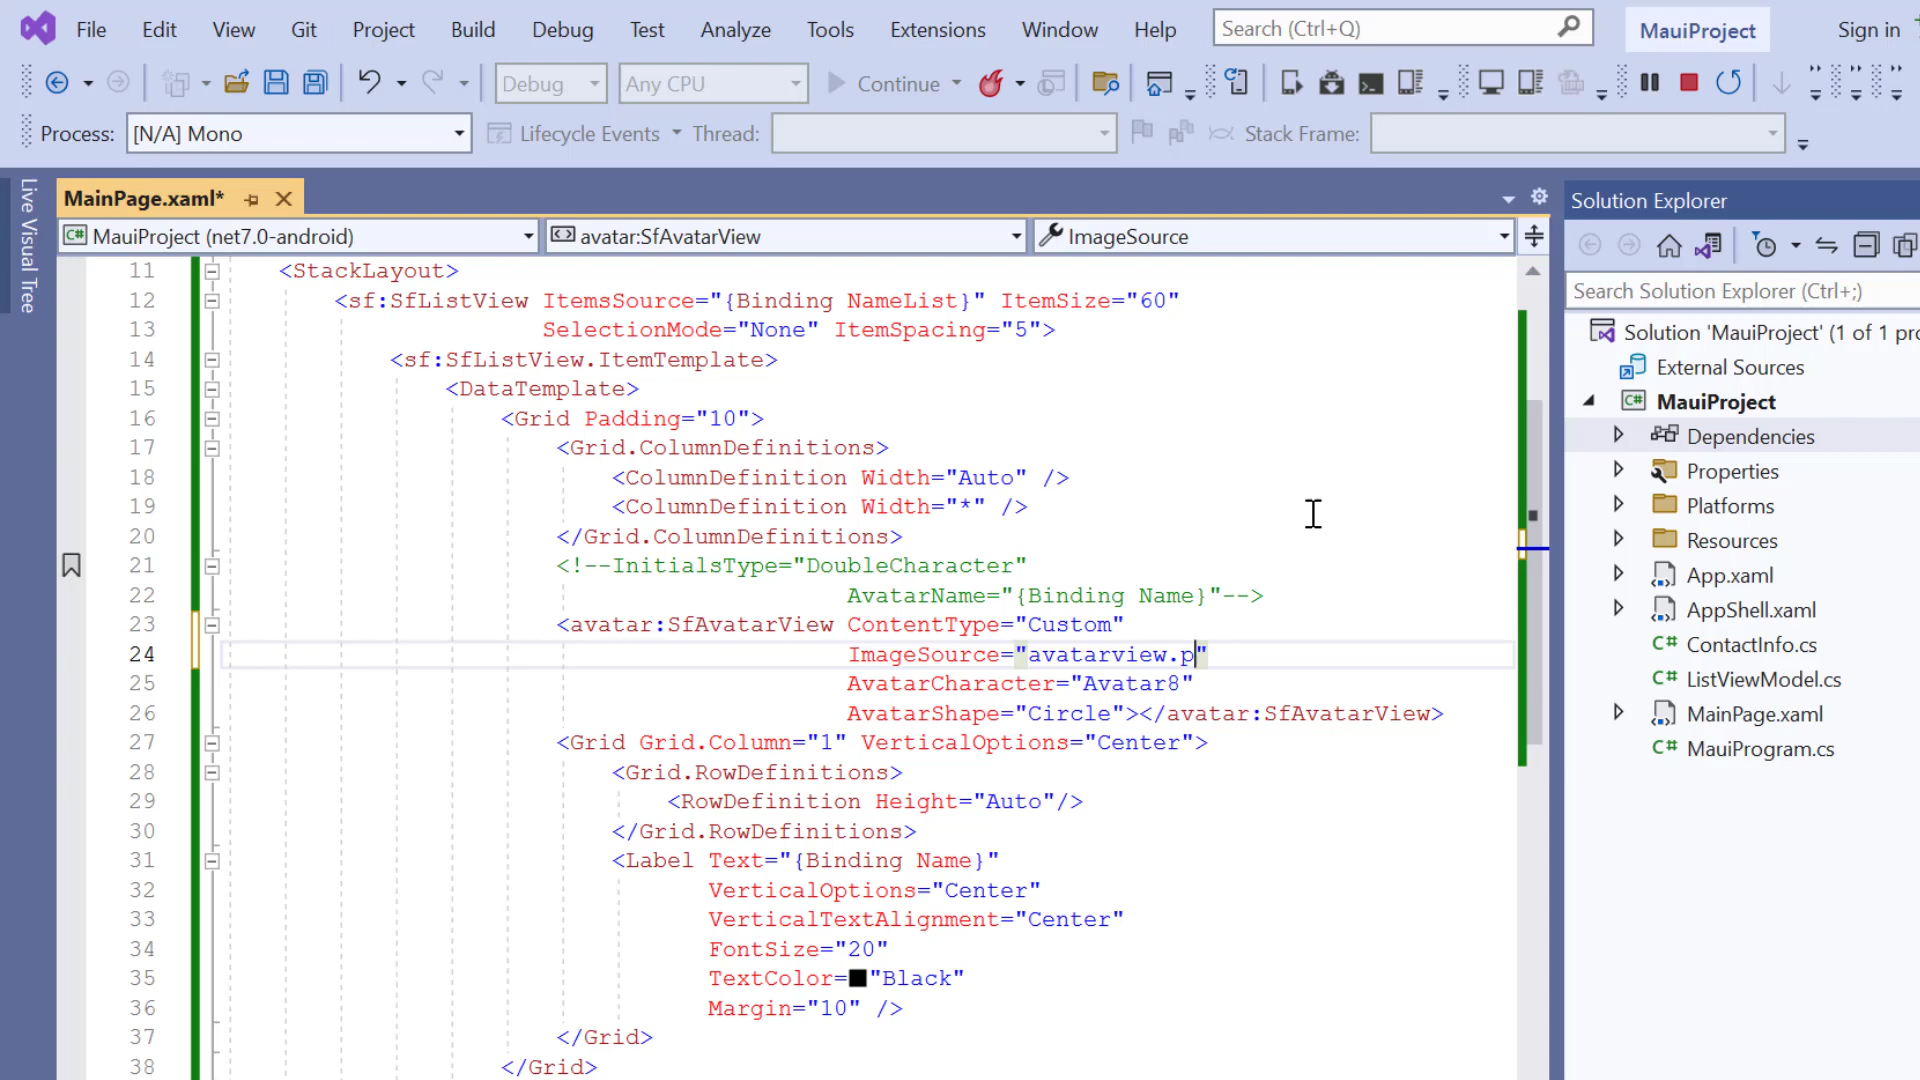 File Edit View Git Project Build Debug Test Analyze Tools Extensions Window Help Search (Ctrl+Q) MauiProject Sign in
Debug Any CPU Continue
Process: [N/A] Mono Lifecycle Events Thread: Stack Frame:
Live Visual Tree
MainPage.xaml*
MauiProject (net7.0-android) avatar:SfAvatarView ImageSource
11 <StackLayout>
12 <sf:SfListView ItemsSource="{Binding NameList}" ItemSize="60"
13 SelectionMode="None" ItemSpacing="5">
14 <sf:SfListView.ItemTemplate>
15 <DataTemplate>
16 <Grid Padding="10">
17 <Grid.ColumnDefinitions>
18 <ColumnDefinition Width="Auto" />
19 <ColumnDefinition Width="*" />
20 </Grid.ColumnDefinitions>
21 <!--InitialsType="DoubleCharacter"
22 AvatarName="{Binding Name}"-->
23 <avatar:SfAvatarView ContentType="Custom"
24 ImageSource="avatarview.p"
25 AvatarCharacter="Avatar8"
26 AvatarShape="Circle"></avatar:SfAvatarView>
27 <Grid Grid.Column="1" VerticalOptions="Center">
28 <Grid.RowDefinitions>
29 <RowDefinition Height="Auto"/>
30 </Grid.RowDefinitions>
31 <Label Text="{Binding Name}"
32 VerticalOptions="Center"
33 VerticalTextAlignment="Center"
34 FontSize="20"
35 TextColor="Black"
36 Margin="10" />
37 </Grid>
38 </Grid>
Solution Explorer
Search Solution Explorer (Ctrl+;)
Solution 'MauiProject' (1 of 1 pro
External Sources
C# MauiProject
Dependencies
Properties
Platforms
Resources
App.xaml
AppShell.xaml
C# ContactInfo.cs
C# ListViewModel.cs
MainPage.xaml
C# MauiProgram.cs